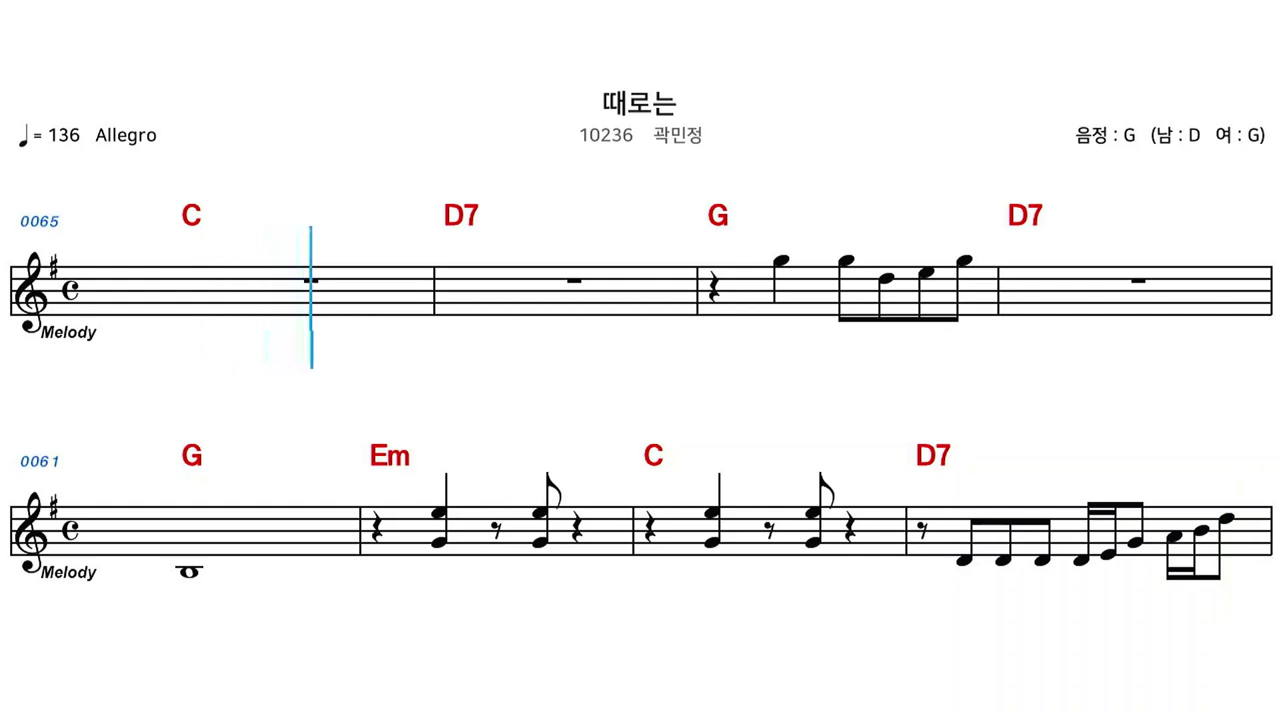 때로는
♩= 136 Allegro
10236 곽민정
음정 : G (남 : D 여 : G)
0065
C D7 G D7
Melody
0061
G Em C D7
Melody